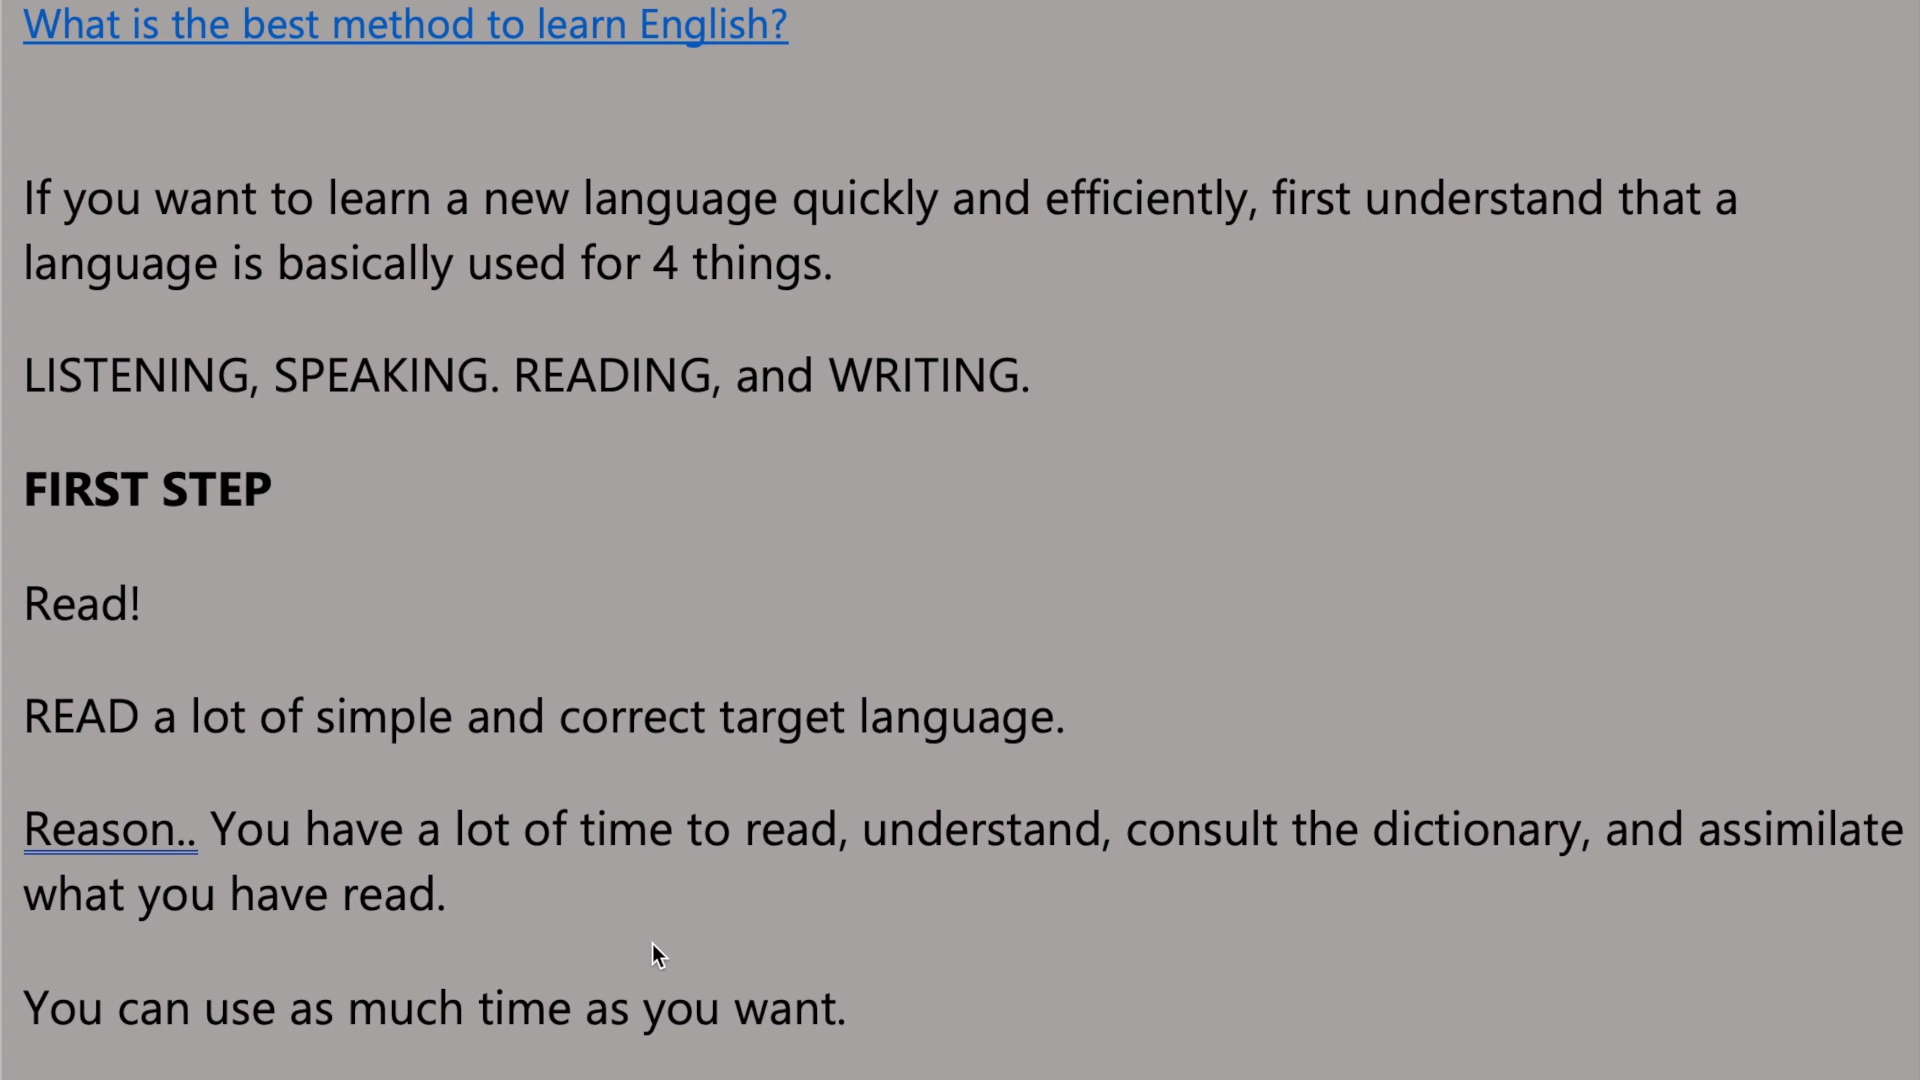 What is the best method to learn English?
If you want to learn a new language quickly and efficiently, first understand that a
language is basically used for 4 things.
LISTENING, SPEAKING. READING, and WRITING.
FIRST STEP
Read!
READ a lot of simple and correct target language.
Reason.. You have a lot of time to read, understand, consult the dictionary, and assimilate
what you have read.
You can use as much time as you want.